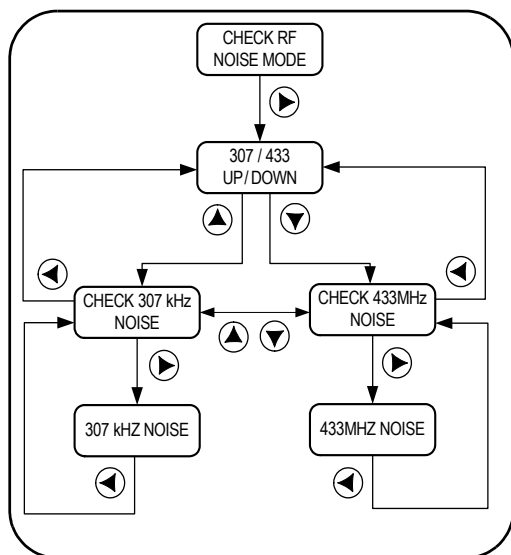 CHECK RF
NOISE MODE
307 / 433
UP/DOWN
CHECK 307 kHz
NOISE
CHECK 433MHz
NOISE
307 kHZ NOISE
433MHZ NOISE